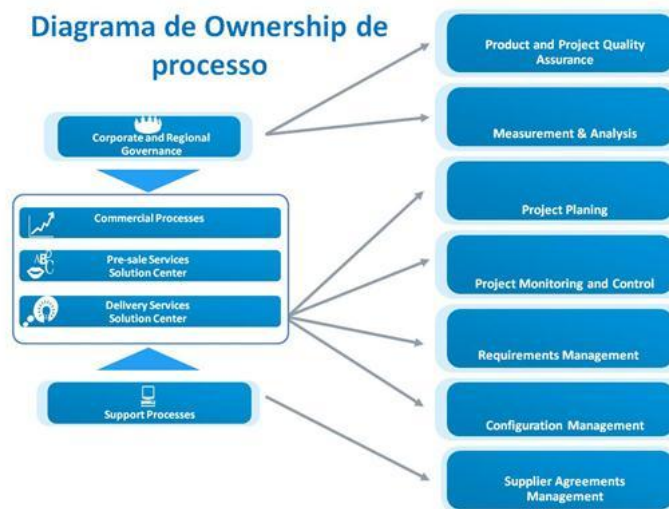 Diagrama de Ownership de
processo
Corporate and Regional
Governance
Commercial Processes
Pre-sale Services
Solution Center
Delivery Services
Solution Center
Support Processes
Product and Project Quality
Assurance
Measurement & Analysis
Project Planing
Project Monitoring and Control
Requirements Management
Configuration Management
Supplier Agreements
Management